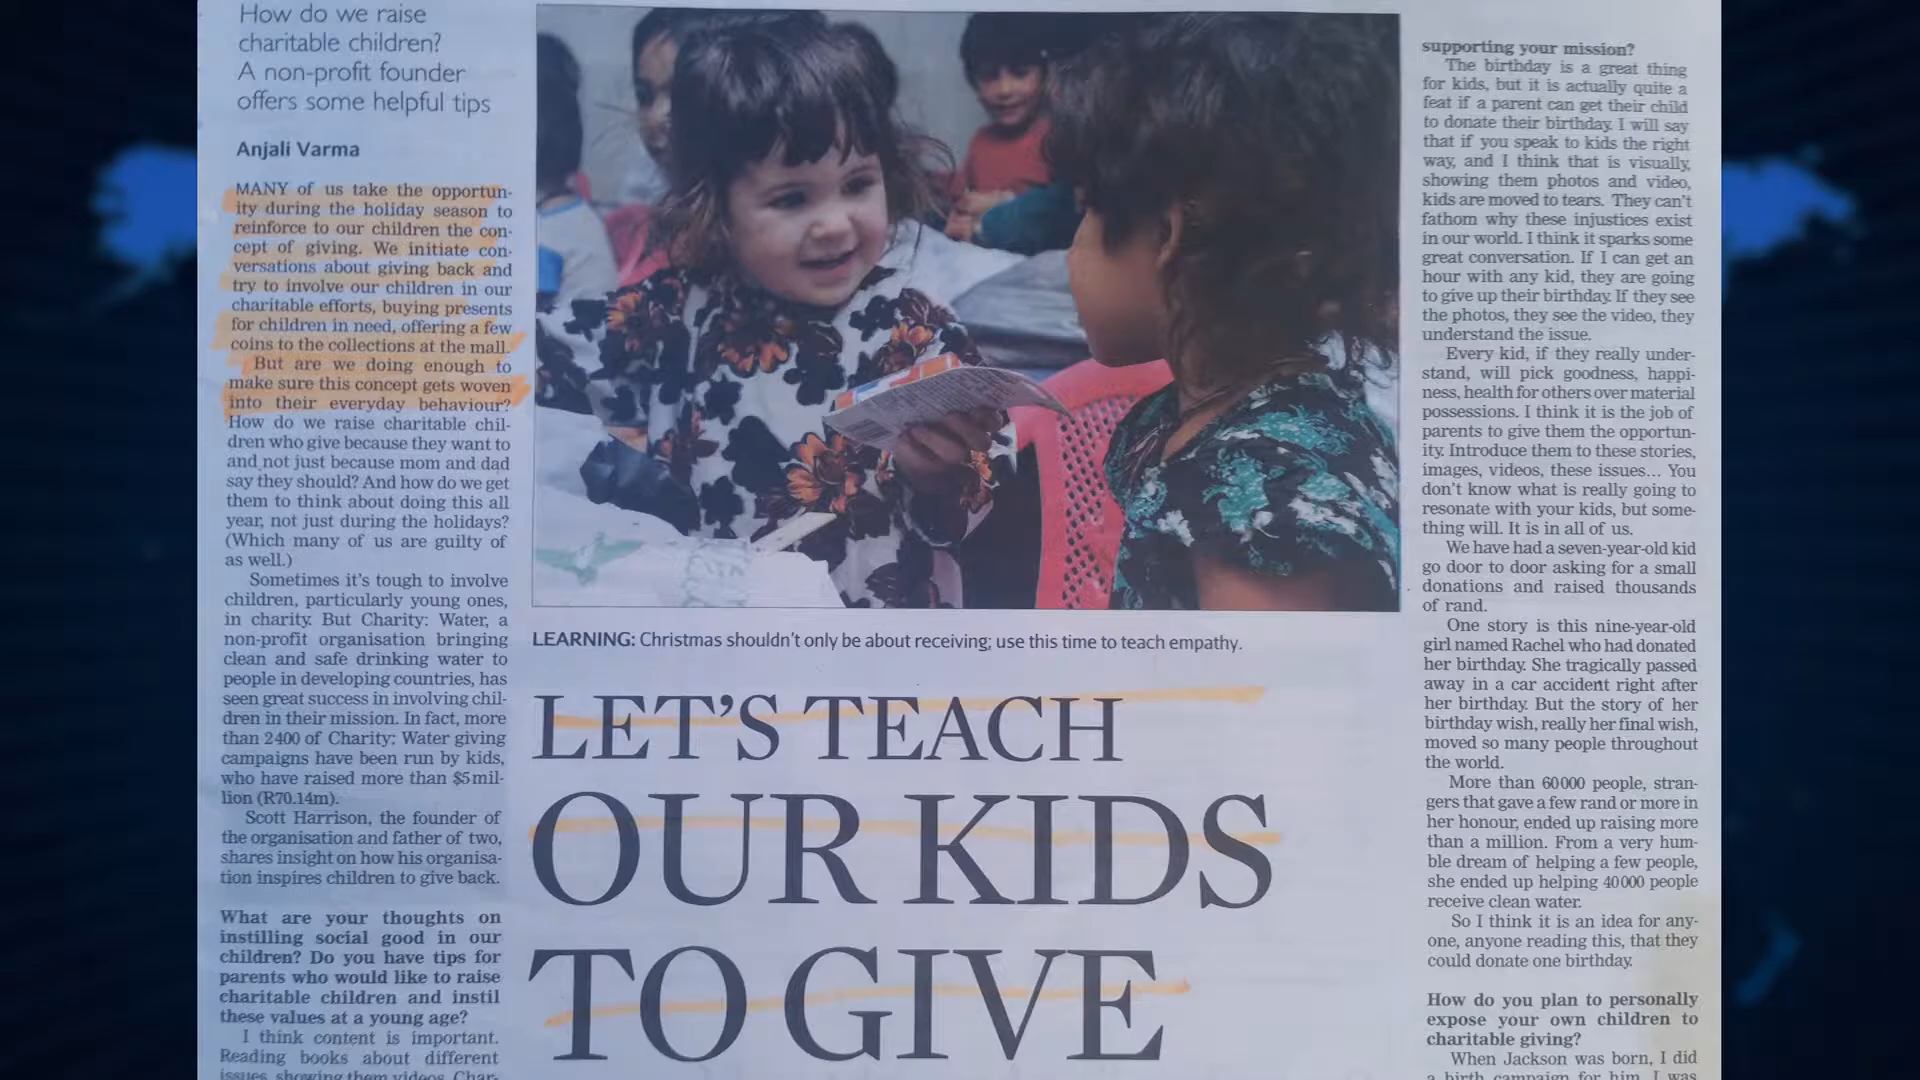 How do we raise
charitable children?
A non-profit founder
offers some helpful tips
Anjali Varma
MANY of us take the opportun-
ity during the holiday season to
reinforce to our children the con-
cept of giving. We initiate con-
versations about giving back and
try to involve our children in our
charitable efforts, buying presents
for children in need, offering a few
coins to the collections at the mall.
But are we doing enough to
make sure this concept gets woven
into their everyday behaviour?
How do we raise charitable chil-
dren who give because they want to
and not just because mom and dad
say they should? And how do we get
them to think about doing this all
year, not just during the holidays?
(Which many of us are guilty of
as well.)
Sometimes it's tough to involve
children, particularly young ones,
in charity. But Charity: Water, a
non-profit organisation bringing
clean and safe drinking water to
people in developing countries, has
seen great success in involving chil-
dren in their mission. In fact, more
than 2400 of Charity: Water giving
campaigns have been run by kids,
who have raised more than $5mil-
lion (R70.14m).
Scott Harrison, the founder of
the organisation and father of two,
shares insight on how his organisa-
tion inspires children to give back.
What are your thoughts on
instilling social good in our
children? Do you have tips for
parents who would like to raise
charitable children and instil
these values at a young age?
I think content is important.
Reading books about different
issues, showing them videos. Char-
LEARNING: Christmas shouldn't only be about receiving; use this time to teach empathy.
LET'S TEACH
OUR KIDS
TO GIVE
supporting your mission?
The birthday is a great thing
for kids, but it is actually quite a
feat if a parent can get their child
to donate their birthday. I will say
that if you speak to kids the right
way, and I think that is visually,
showing them photos and video,
kids are moved to tears. They can't
fathom why these injustices exist
in our world. I think it sparks some
great conversation. If I can get an
hour with any kid, they are going
to give up their birthday. If they see
the photos, they see the video, they
understand the issue.
Every kid, if they really under-
stand, will pick goodness, happi-
ness, health for others over material
possessions. I think it is the job of
parents to give them the opportun-
ity. Introduce them to these stories,
images, videos, these issues... You
don't know what is really going to
resonate with your kids, but some-
thing will. It is in all of us.
We have had a seven-year-old kid
go door to door asking for a small
donations and raised thousands
of rand.
One story is this nine-year-old
girl named Rachel who had donated
her birthday. She tragically passed
away in a car accident right after
her birthday. But the story of her
birthday wish, really her final wish,
moved so many people throughout
the world.
More than 60000 people, stran-
gers that gave a few rand or more in
her honour, ended up raising more
than a million. From a very hum-
ble dream of helping a few people,
she ended up helping 40000 people
receive clean water.
So I think it is an idea for any-
one, anyone reading this, that they
could donate one birthday.
How do you plan to personally
expose your own children to
charitable giving?
When Jackson was born, I did
a birth campaign for him. I was